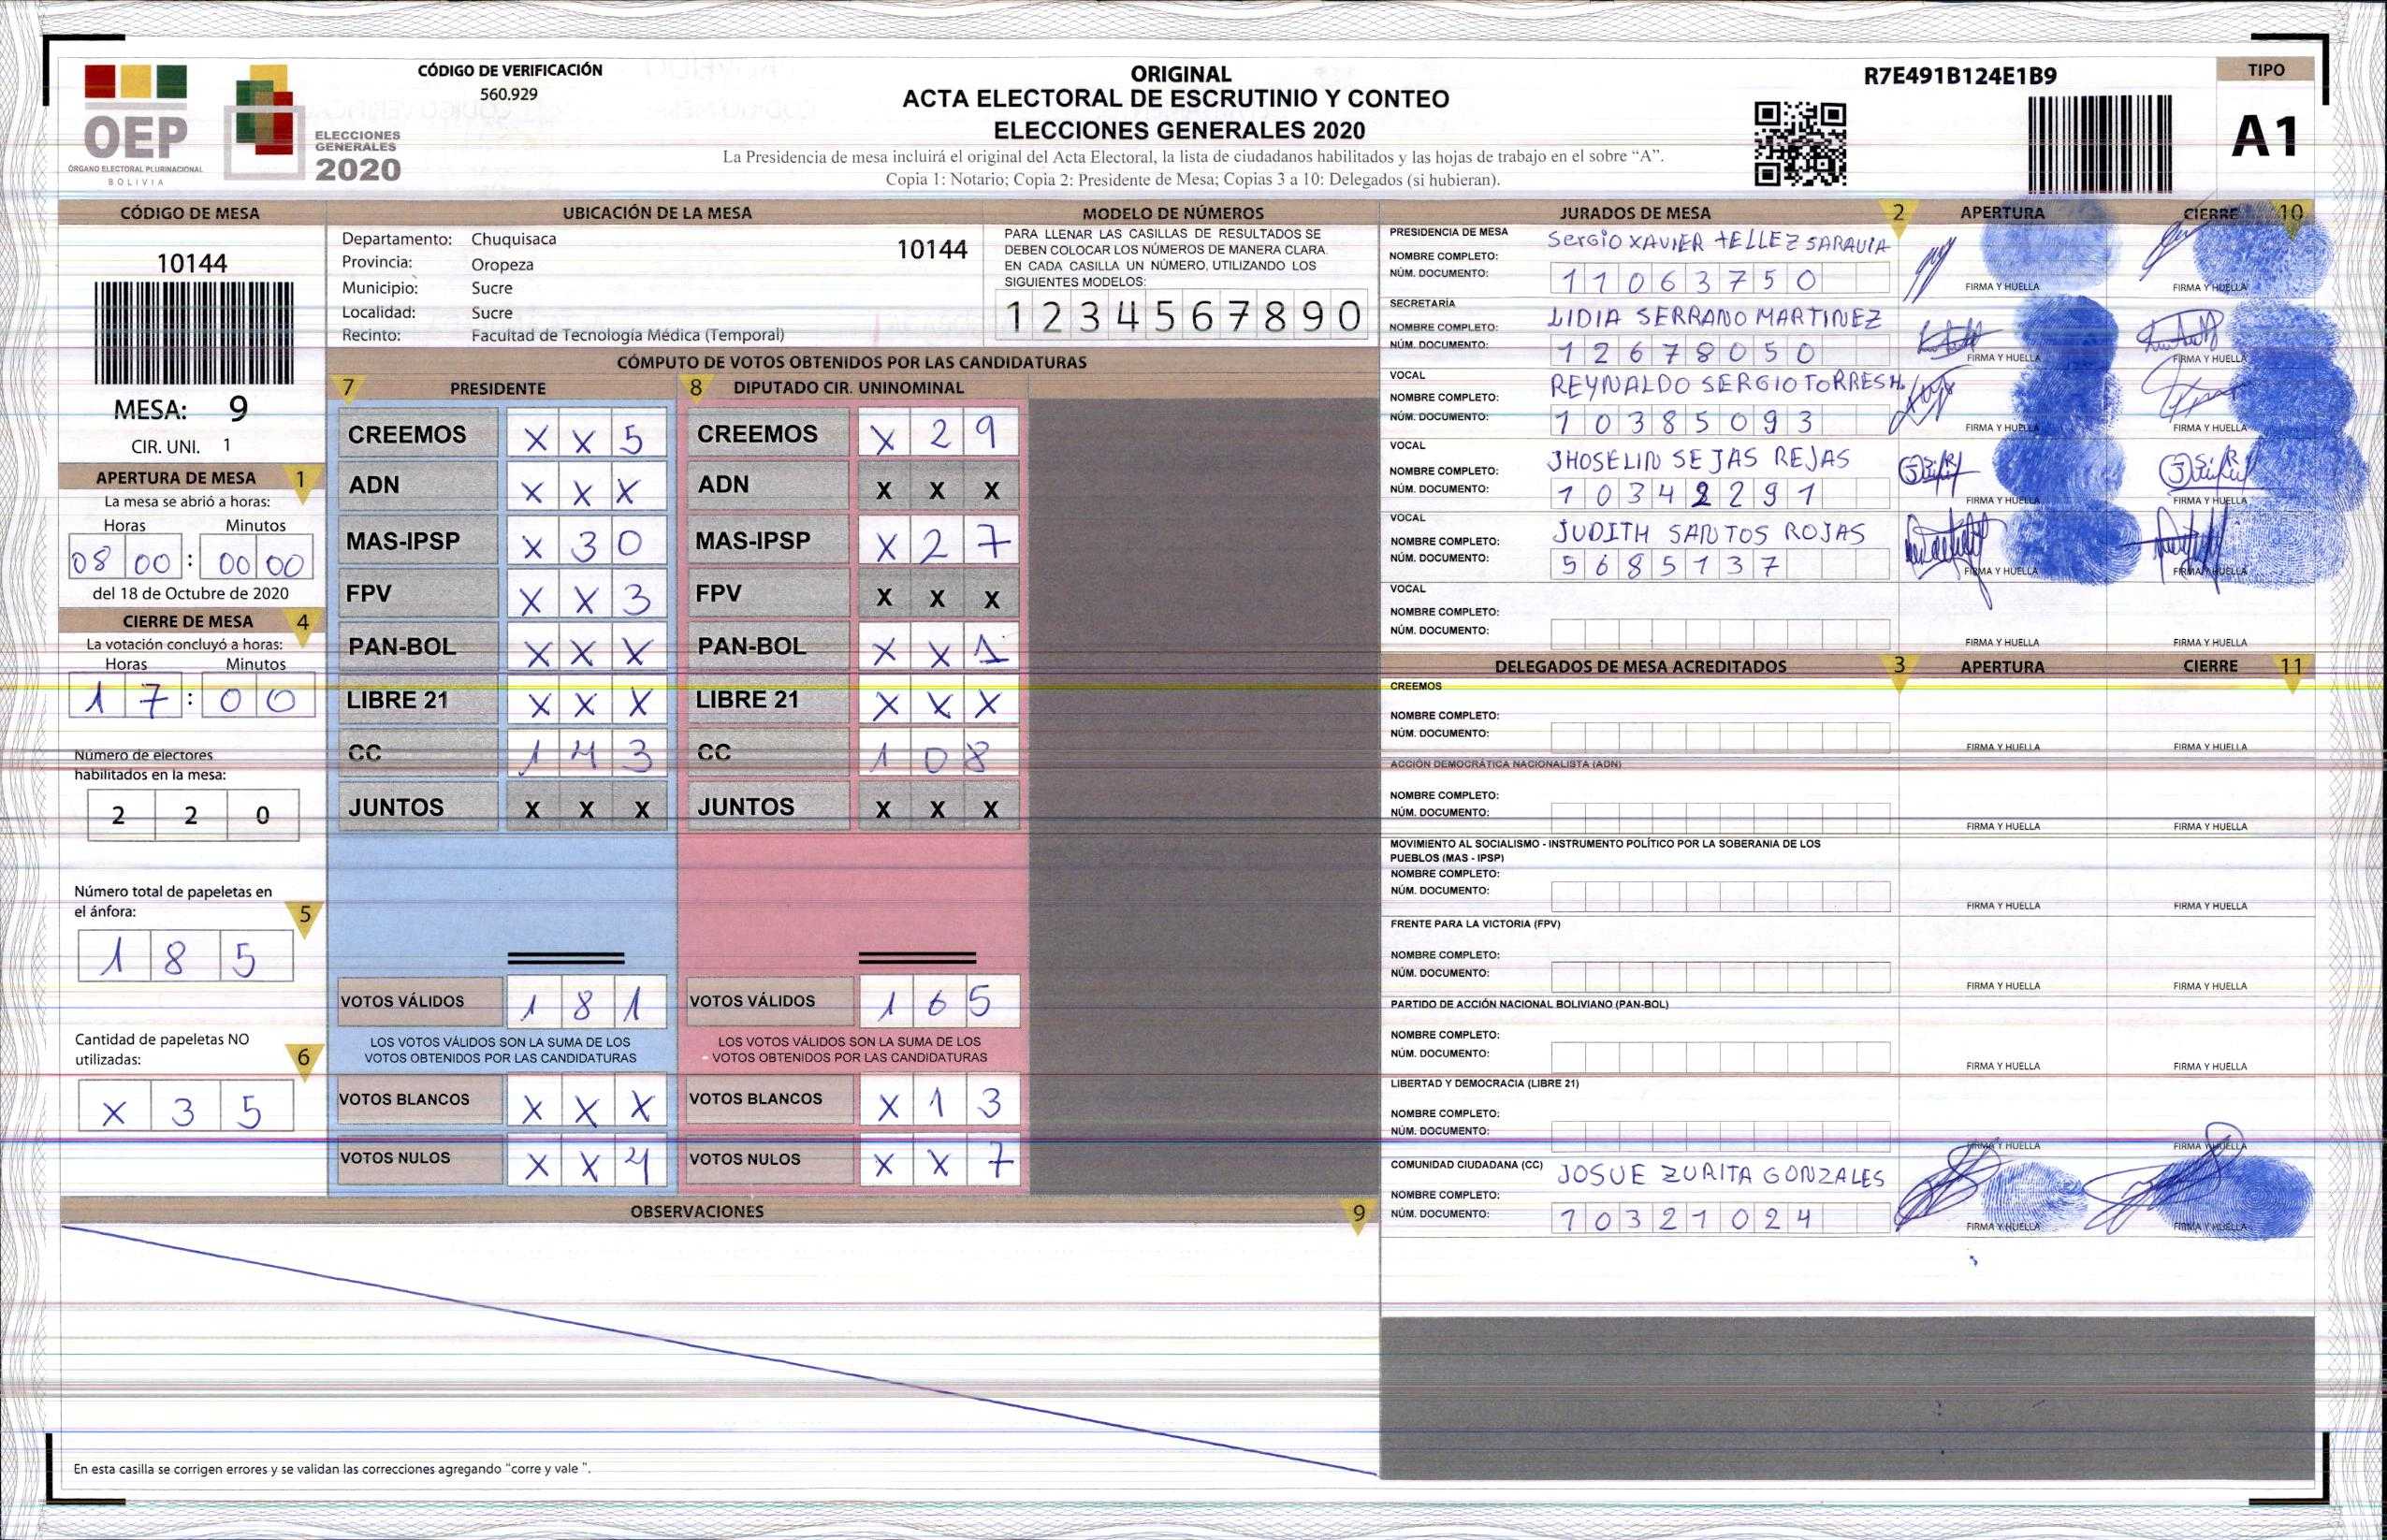 CÓDIGO DE VERIFICACIÓN
560.929
ORIGINAL
ACTA ELECTORAL DE ESCRUTINIO Y CONTEO
ELECCIONES GENERALES 2020
La Presidencia de mesa incluirá el original del Acta Electoral, la lista de ciudadanos habilitados y las hojas de trabajo en el sobre “A”.
Copia 1: Notario; Copia 2: Presidente de Mesa; Copias 3 a 10: Delegados (si hubieran).
R7E491B124E1B9
TIPO
A1
OEP
ÓRGANO ELECTORAL PLURINACIONAL
BOLIVIA
ELECCIONES
GENERALES
2020
CÓDIGO DE MESA
10144
MESA: 9
CIR. UNI. 1
APERTURA DE MESA 1
La mesa se abrió a horas:
Horas Minutos
08 00 : 00 00
del 18 de Octubre de 2020
CIERRE DE MESA 4
La votación concluyó a horas:
Horas Minutos
1 7 : 0 0
Número de electores
habilitados en la mesa:
2 2 0
Número total de papeletas en
el ánfora: 5
1 8 5
Cantidad de papeletas NO
utilizadas: 6
X 3 5
UBICACIÓN DE LA MESA
Departamento: Chuquisaca 10144
Provincia: Oropeza
Municipio: Sucre
Localidad: Sucre
Recinto: Facultad de Tecnología Médica (Temporal)
MODELO DE NÚMEROS
PARA LLENAR LAS CASILLAS DE RESULTADOS SE
DEBEN COLOCAR LOS NÚMEROS DE MANERA CLARA.
EN CADA CASILLA UN NÚMERO, UTILIZANDO LOS
SIGUIENTES MODELOS:
1 2 3 4 5 6 7 8 9 0
CÓMPUTO DE VOTOS OBTENIDOS POR LAS CANDIDATURAS
7 PRESIDENTE 8 DIPUTADO CIR. UNINOMINAL
CREEMOS X X 5 CREEMOS X 2 9
ADN X X X ADN X X X
MAS-IPSP X 3 0 MAS-IPSP X 2 7
FPV X X 3 FPV X X X
PAN-BOL X X X PAN-BOL X X 1
LIBRE 21 X X X LIBRE 21 X X X
CC 1 4 3 CC 1 0 8
JUNTOS X X X JUNTOS X X X
VOTOS VÁLIDOS 1 8 1 VOTOS VÁLIDOS 1 6 5
LOS VOTOS VÁLIDOS SON LA SUMA DE LOS LOS VOTOS VÁLIDOS SON LA SUMA DE LOS
VOTOS OBTENIDOS POR LAS CANDIDATURAS VOTOS OBTENIDOS POR LAS CANDIDATURAS
VOTOS BLANCOS X X X VOTOS BLANCOS X 1 3
VOTOS NULOS X X 4 VOTOS NULOS X X 7
OBSERVACIONES 9
En esta casilla se corrigen errores y se validan las correcciones agregando “corre y vale ”.
JURADOS DE MESA 2 APERTURA CIERRE 10
PRESIDENCIA DE MESA
NOMBRE COMPLETO: SERGIO XAVIER TELLEZ SARAVIA
NÚM. DOCUMENTO: 1 1 0 6 3 7 5 0 FIRMA Y HUELLA FIRMA Y HUELLA
SECRETARÍA
NOMBRE COMPLETO: LIDIA SERRANO MARTINEZ
NÚM. DOCUMENTO: 1 2 6 7 8 0 5 0 FIRMA Y HUELLA FIRMA Y HUELLA
VOCAL
NOMBRE COMPLETO: REYNALDO SERGIO TORRES H.
NÚM. DOCUMENTO: 1 0 3 8 5 0 9 3 FIRMA Y HUELLA FIRMA Y HUELLA
VOCAL
NOMBRE COMPLETO: JHOSELIN SEJAS REJAS
NÚM. DOCUMENTO: 1 0 3 4 2 2 9 1 FIRMA Y HUELLA FIRMA Y HUELLA
VOCAL
NOMBRE COMPLETO: JUDITH SANTOS ROJAS
NÚM. DOCUMENTO: 5 6 8 5 1 3 7 FIRMA Y HUELLA FIRMA Y HUELLA
VOCAL
NOMBRE COMPLETO:
NÚM. DOCUMENTO: FIRMA Y HUELLA FIRMA Y HUELLA
DELEGADOS DE MESA ACREDITADOS 3 APERTURA CIERRE 11
CREEMOS
NOMBRE COMPLETO:
NÚM. DOCUMENTO: FIRMA Y HUELLA FIRMA Y HUELLA
ACCIÓN DEMOCRÁTICA NACIONALISTA (ADN)
NOMBRE COMPLETO:
NÚM. DOCUMENTO: FIRMA Y HUELLA FIRMA Y HUELLA
MOVIMIENTO AL SOCIALISMO - INSTRUMENTO POLÍTICO POR LA SOBERANIA DE LOS
PUEBLOS (MAS - IPSP)
NOMBRE COMPLETO:
NÚM. DOCUMENTO: FIRMA Y HUELLA FIRMA Y HUELLA
FRENTE PARA LA VICTORIA (FPV)
NOMBRE COMPLETO:
NÚM. DOCUMENTO: FIRMA Y HUELLA FIRMA Y HUELLA
PARTIDO DE ACCIÓN NACIONAL BOLIVIANO (PAN-BOL)
NOMBRE COMPLETO:
NÚM. DOCUMENTO: FIRMA Y HUELLA FIRMA Y HUELLA
LIBERTAD Y DEMOCRACIA (LIBRE 21)
NOMBRE COMPLETO:
NÚM. DOCUMENTO: FIRMA Y HUELLA FIRMA Y HUELLA
COMUNIDAD CIUDADANA (CC) JOSUE ZURITA GONZALES
NOMBRE COMPLETO:
NÚM. DOCUMENTO: 1 0 3 2 1 0 2 4 FIRMA Y HUELLA FIRMA Y HUELLA